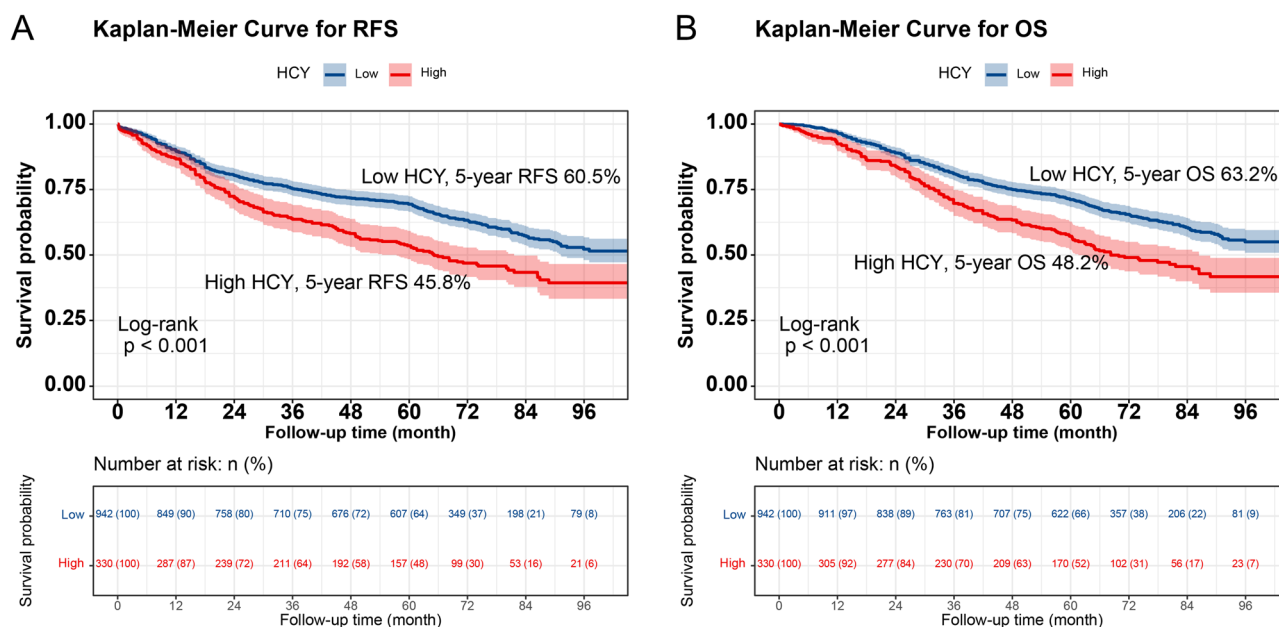 A Kaplan-Meier Curve for RFS
HCY Low High
Survival probability
1.00
0.75
0.50
0.25
0.00
Low HCY, 5-year RFS 60.5%
High HCY, 5-year RFS 45.8%
Log-rank
p < 0.001
0 12 24 36 48 60 72 84 96
Follow-up time (month)
Number at risk: n (%)
Survival probability
Low 942 (100) 849 (90) 758 (80) 710 (75) 676 (72) 607 (64) 349 (37) 198 (21) 79 (8)
High 330 (100) 287 (87) 239 (72) 211 (64) 192 (58) 157 (48) 99 (30) 53 (16) 21 (6)
0 12 24 36 48 60 72 84 96
Follow-up time (month)
B Kaplan-Meier Curve for OS
HCY Low High
Survival probability
1.00
0.75
0.50
0.25
0.00
Low HCY, 5-year OS 63.2%
High HCY, 5-year OS 48.2%
Log-rank
p < 0.001
0 12 24 36 48 60 72 84 96
Follow-up time (month)
Number at risk: n (%)
Survival probability
Low 942 (100) 911 (97) 838 (89) 763 (81) 707 (75) 622 (66) 357 (38) 206 (22) 81 (9)
High 330 (100) 305 (92) 277 (84) 230 (70) 209 (63) 170 (52) 102 (31) 56 (17) 23 (7)
0 12 24 36 48 60 72 84 96
Follow-up time (month)